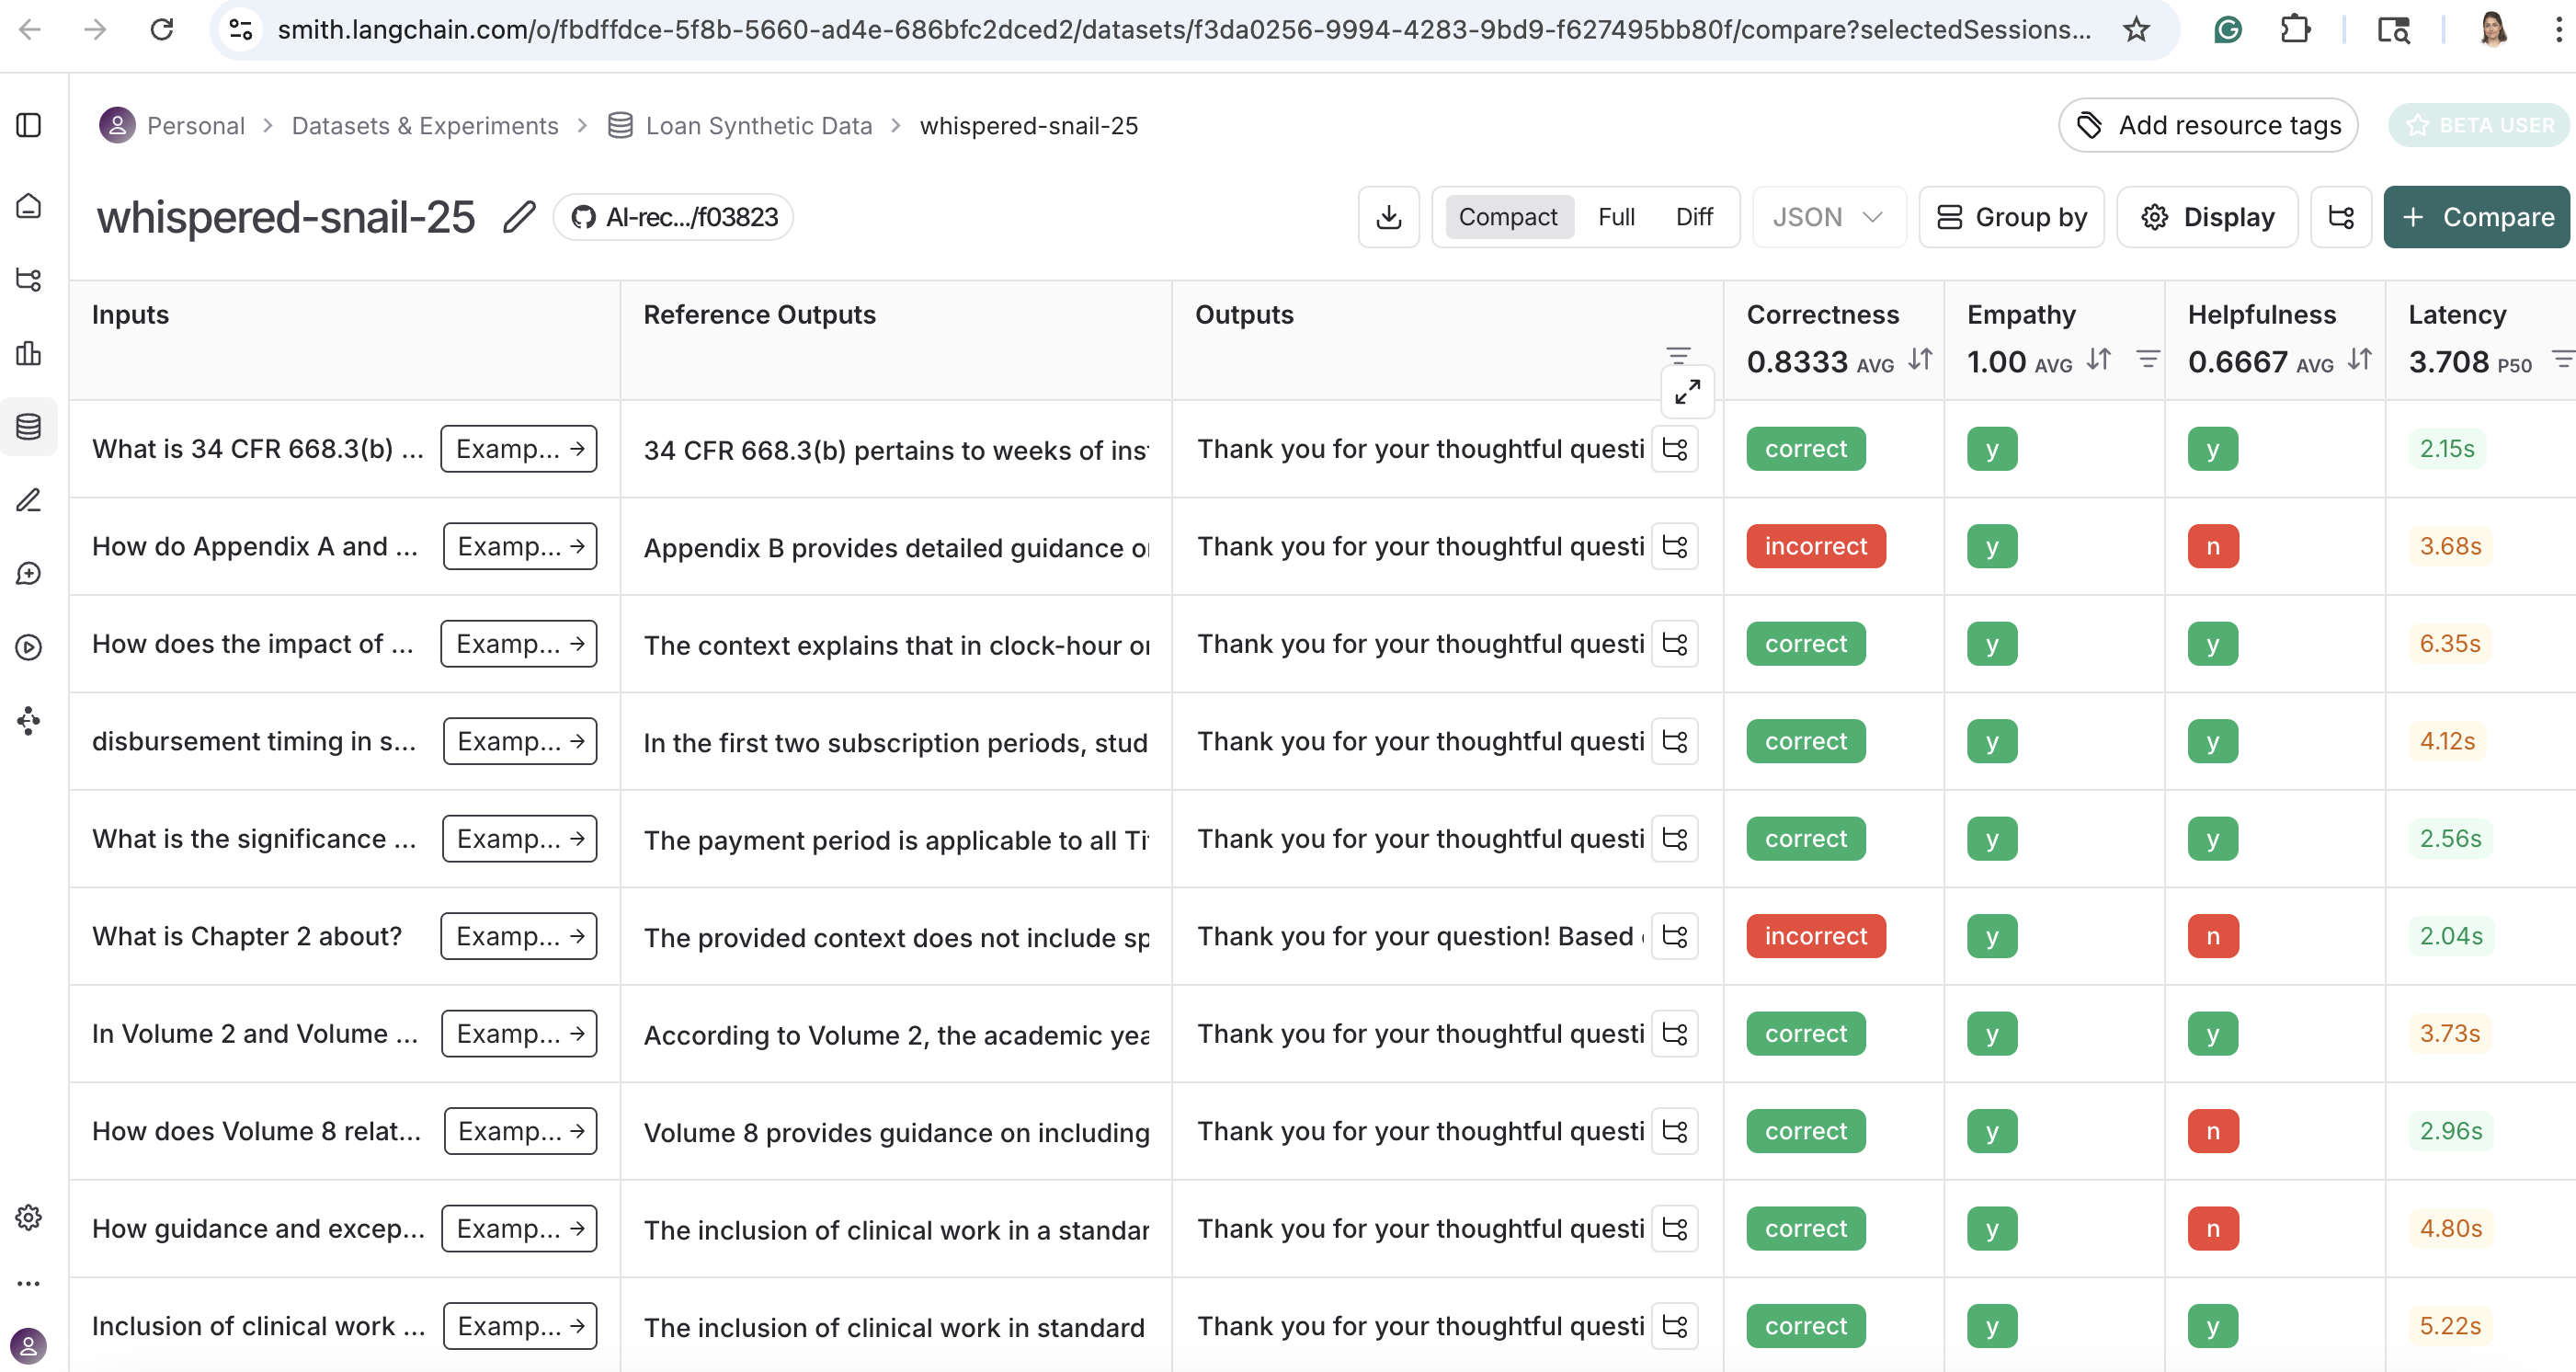 smith.langchain.com/o/fbdffdce-5f8b-5660-ad4e-686bfc2dced2/datasets/f3da0256-9994-4283-9bd9-f627495bb80f/compare?selectedSessions...
Personal > Datasets & Experiments > Loan Synthetic Data > whispered-snail-25
Add resource tags
BETA USER
whispered-snail-25
AI-rec.../f03823
Compact Full Diff
JSON
Group by
Display
+ Compare
Inputs Reference Outputs Outputs Correctness Empathy Helpfulness Latency
0.8333 AVG 1.00 AVG 0.6667 AVG 3.708 P50
What is 34 CFR 668.3(b) ... Examp... → 34 CFR 668.3(b) pertains to weeks of ins Thank you for your thoughtful questi correct y y 2.15s
How do Appendix A and ... Examp... → Appendix B provides detailed guidance o Thank you for your thoughtful questi incorrect y n 3.68s
How does the impact of ... Examp... → The context explains that in clock-hour o Thank you for your thoughtful questi correct y y 6.35s
disbursement timing in s... Examp... → In the first two subscription periods, stud Thank you for your thoughtful questi correct y y 4.12s
What is the significance ... Examp... → The payment period is applicable to all Ti Thank you for your thoughtful questi correct y y 2.56s
What is Chapter 2 about? Examp... → The provided context does not include sp Thank you for your question! Based incorrect y n 2.04s
In Volume 2 and Volume ... Examp... → According to Volume 2, the academic yea Thank you for your thoughtful questi correct y y 3.73s
How does Volume 8 relat... Examp... → Volume 8 provides guidance on including Thank you for your thoughtful questi correct y n 2.96s
How guidance and excep... Examp... → The inclusion of clinical work in a standar Thank you for your thoughtful questi correct y n 4.80s
Inclusion of clinical work ... Examp... → The inclusion of clinical work in standard Thank you for your thoughtful questi correct y y 5.22s